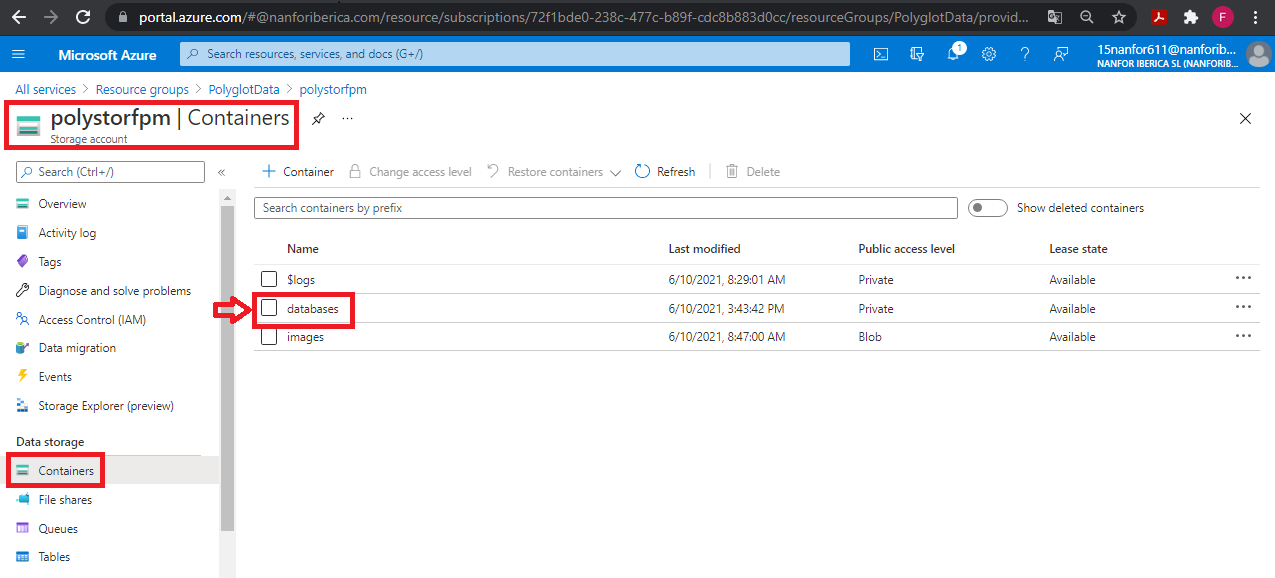 portal.azure.com/#@nanforiberica.com/resource/subscriptions/72f1bde0-238c-477c-b89f-cdc8b883d0cc/resourceGroups/PolyglotData/provid...
F
Microsoft Azure
Search resources, services, and docs (G+/)
1
15nanfor611@nanforib...
NANFOR IBERICA SL (NANFORIB...
All services > Resource groups > PolyglotData > polystorfpm
polystorfpm | Containers
...
Storage account
Search (Ctrl+/)
«
+ Container
Change access level
Restore containers
Refresh
Delete
Overview
Activity log
Tags
Diagnose and solve problems
Access Control (IAM)
Data migration
Events
Storage Explorer (preview)
Data storage
Containers
File shares
Queues
Tables
Search containers by prefix
Show deleted containers
Name Last modified Public access level Lease state
$logs 6/10/2021, 8:29:01 AM Private Available ...
databases 6/10/2021, 3:43:42 PM Private Available ...
images 6/10/2021, 8:47:00 AM Blob Available ...